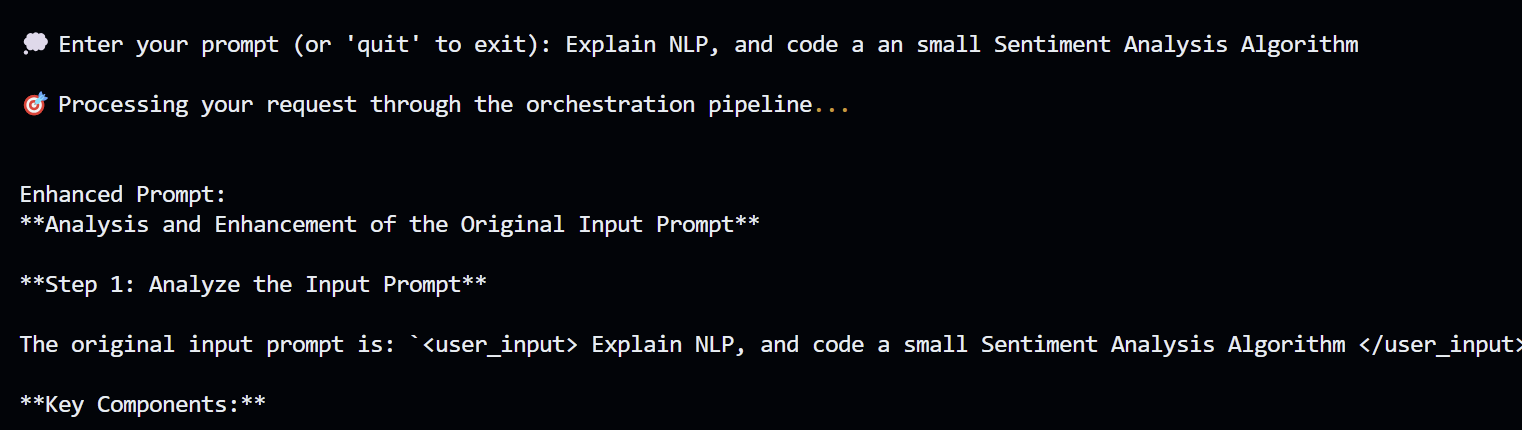 💭 Enter your prompt (or 'quit' to exit): Explain NLP, and code a an small Sentiment Analysis Algorithm
🎯 Processing your request through the orchestration pipeline...
Enhanced Prompt:
**Analysis and Enhancement of the Original Input Prompt**
**Step 1: Analyze the Input Prompt**
The original input prompt is: `<user_input> Explain NLP, and code a small Sentiment Analysis Algorithm </user_input>
**Key Components:**